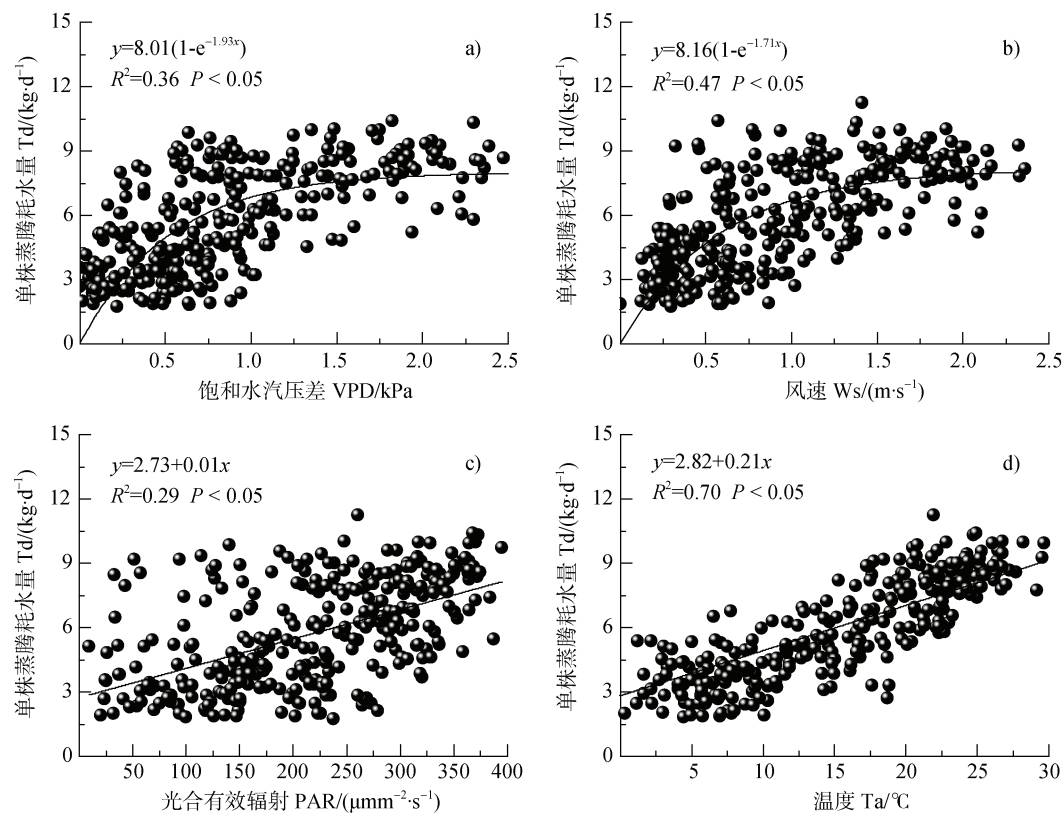 单株蒸腾耗水量 Td/(kg·d⁻¹)
15
12
9
6
3
0
y=8.01(1-e⁻¹·⁹³ˣ)
R²=0.36 P < 0.05
a)
0.5 1.0 1.5 2.0 2.5
饱和水汽压差 VPD/kPa
单株蒸腾耗水量 Td/(kg·d⁻¹)
15
12
9
6
3
0
y=8.16(1-e⁻¹·⁷¹ˣ)
R²=0.47 P < 0.05
b)
0.5 1.0 1.5 2.0 2.5
风速 Ws/(m·s⁻¹)
单株蒸腾耗水量 Td/(kg·d⁻¹)
15
12
9
6
3
0
y=2.73+0.01x
R²=0.29 P < 0.05
c)
50 100 150 200 250 300 350 400
光合有效辐射 PAR/(μmm⁻²·s⁻¹)
单株蒸腾耗水量 Td/(kg·d⁻¹)
15
12
9
6
3
0
y=2.82+0.21x
R²=0.70 P < 0.05
d)
5 10 15 20 25 30
温度 Ta/℃